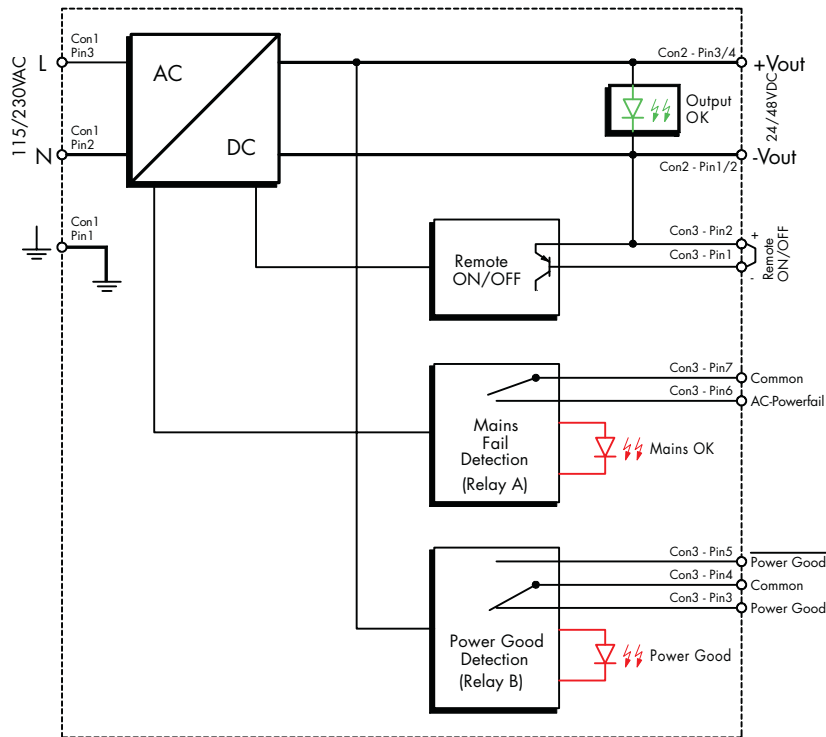 115/230VAC
L
Con1
Pin3
N
Con1
Pin2
Con1
Pin1
AC
DC
Con2 - Pin3/4
+Vout
Output
OK
24/48VDC
-Vout
Con2 - Pin1/2
Remote
ON/OFF
Con3 - Pin2
+
Con3 - Pin1
-
Remote
ON/OFF
Mains
Fail
Detection
(Relay A)
Con3 - Pin7
Common
Con3 - Pin6
AC-Powerfail
Mains OK
Power Good
Detection
(Relay B)
Con3 - Pin5
Power Good
Con3 - Pin4
Common
Con3 - Pin3
Power Good
Power Good